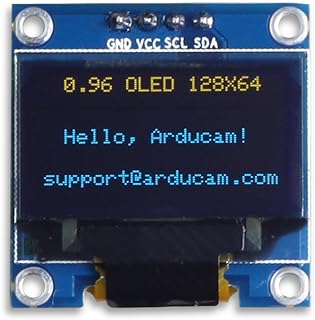 GND VCC SCL SDA
0.96 OLED 128X64
Hello, Arducam!
support@arducam.com